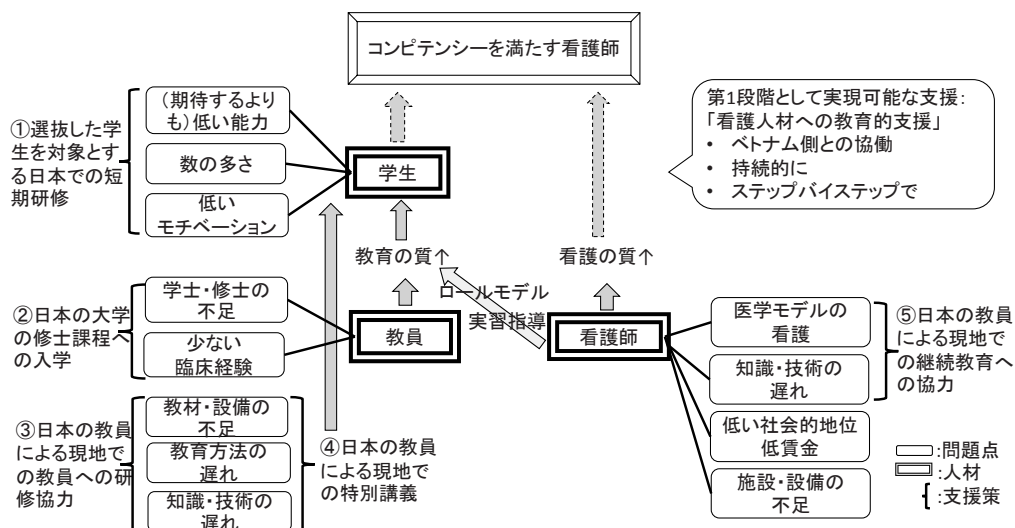 コンピテンシーを満たす看護師
①選抜した学
生を対象とす
る日本での短
期研修
(期待するより
も)低い能力
数の多さ
低い
モチベーション
学生
第1段階として実現可能な支援:
「看護人材への教育的支援」
• ベトナム側との協働
• 持続的に
• ステップバイステップで
教育の質↑
看護の質↑
ロールモデル
実習指導
②日本の大学
の修士課程へ
の入学
学士・修士の
不足
少ない
臨床経験
教員
看護師
医学モデルの
看護
知識・技術の
遅れ
低い社会的地位
低賃金
施設・設備の
不足
⑤日本の教員
による現地で
の継続教育へ
の協力
③日本の教員
による現地で
の教員への研
修協力
教材・設備の
不足
教育方法の
遅れ
知識・技術の
遅れ
④日本の教員
による現地で
の特別講義
:問題点
:人材
:支援策